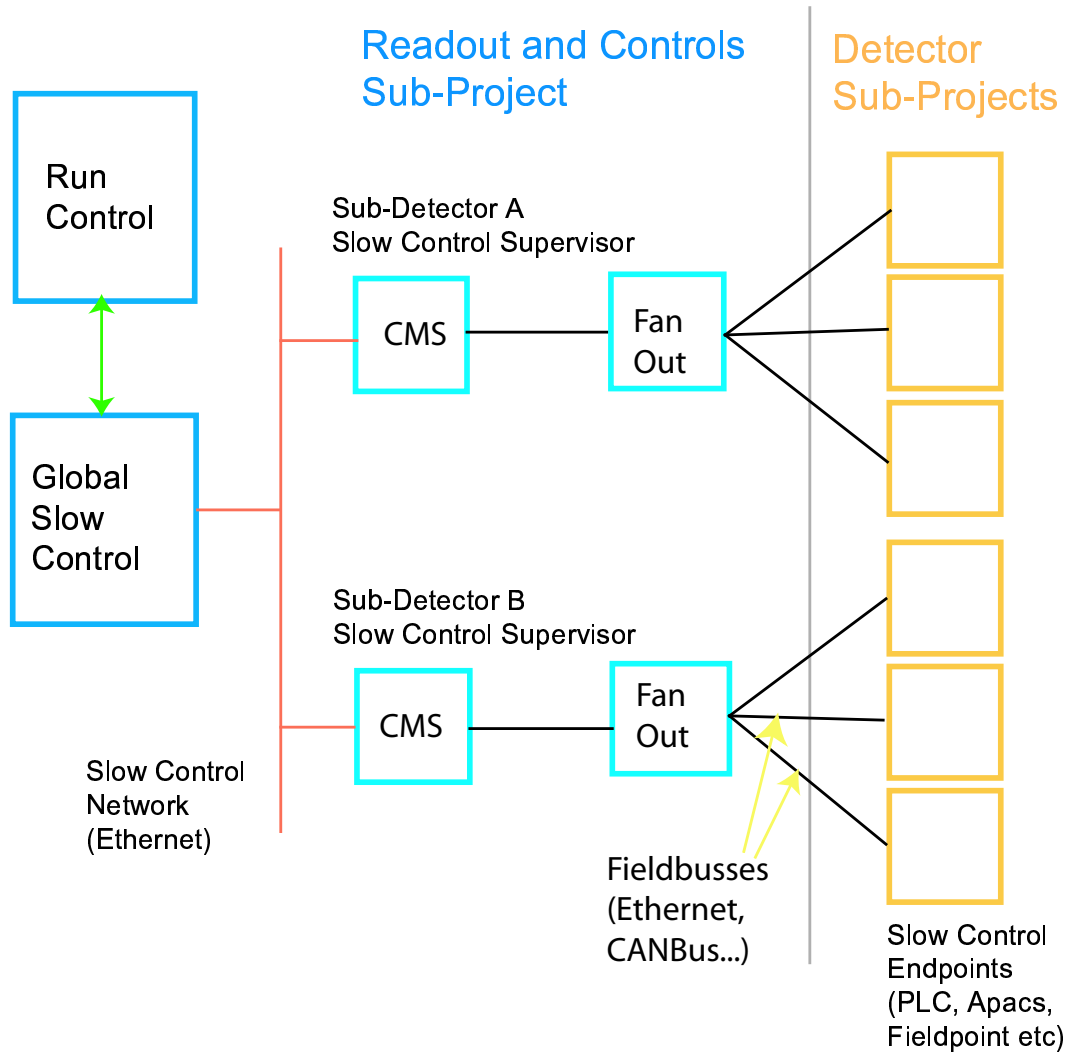 Readout and Controls
Sub-Project
Detector
Sub-Projects
Run
Control
Sub-Detector A
Slow Control Supervisor
CMS
Fan
Out
Global
Slow
Control
Sub-Detector B
Slow Control Supervisor
CMS
Fan
Out
Slow Control
Network
(Ethernet)
Fieldbusses
(Ethernet,
CANBus...)
Slow Control
Endpoints
(PLC, Apacs,
Fieldpoint etc)